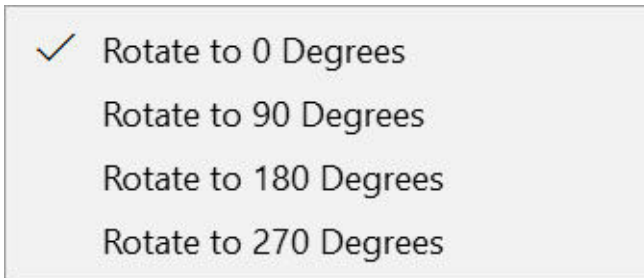 Rotate to 0 Degrees
Rotate to 90 Degrees
Rotate to 180 Degrees
Rotate to 270 Degrees